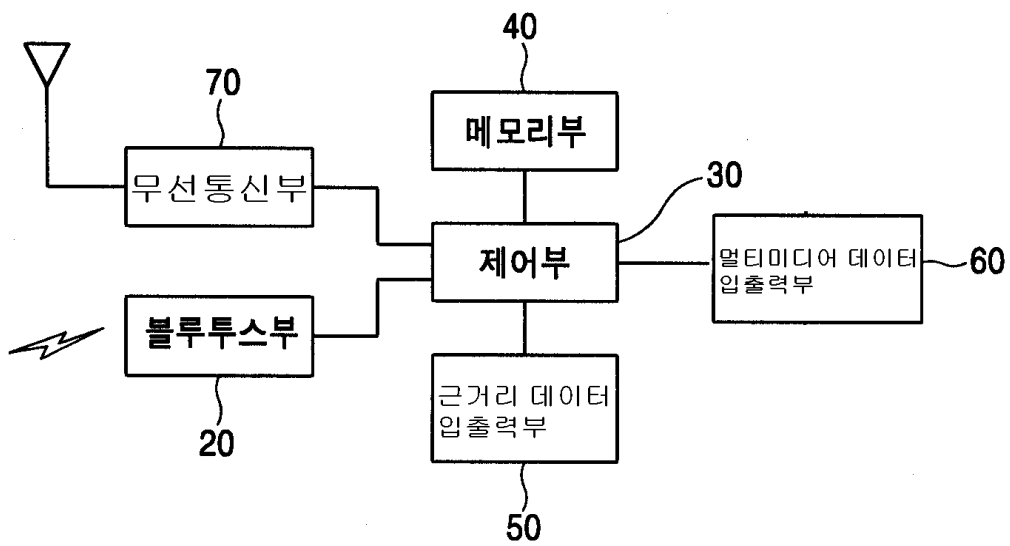 40
70
메모리부
30
무선통신부
제어부
멀티미디어 데이터
입출력부
60
볼루투스부
근거리 데이터
입출력부
20
50